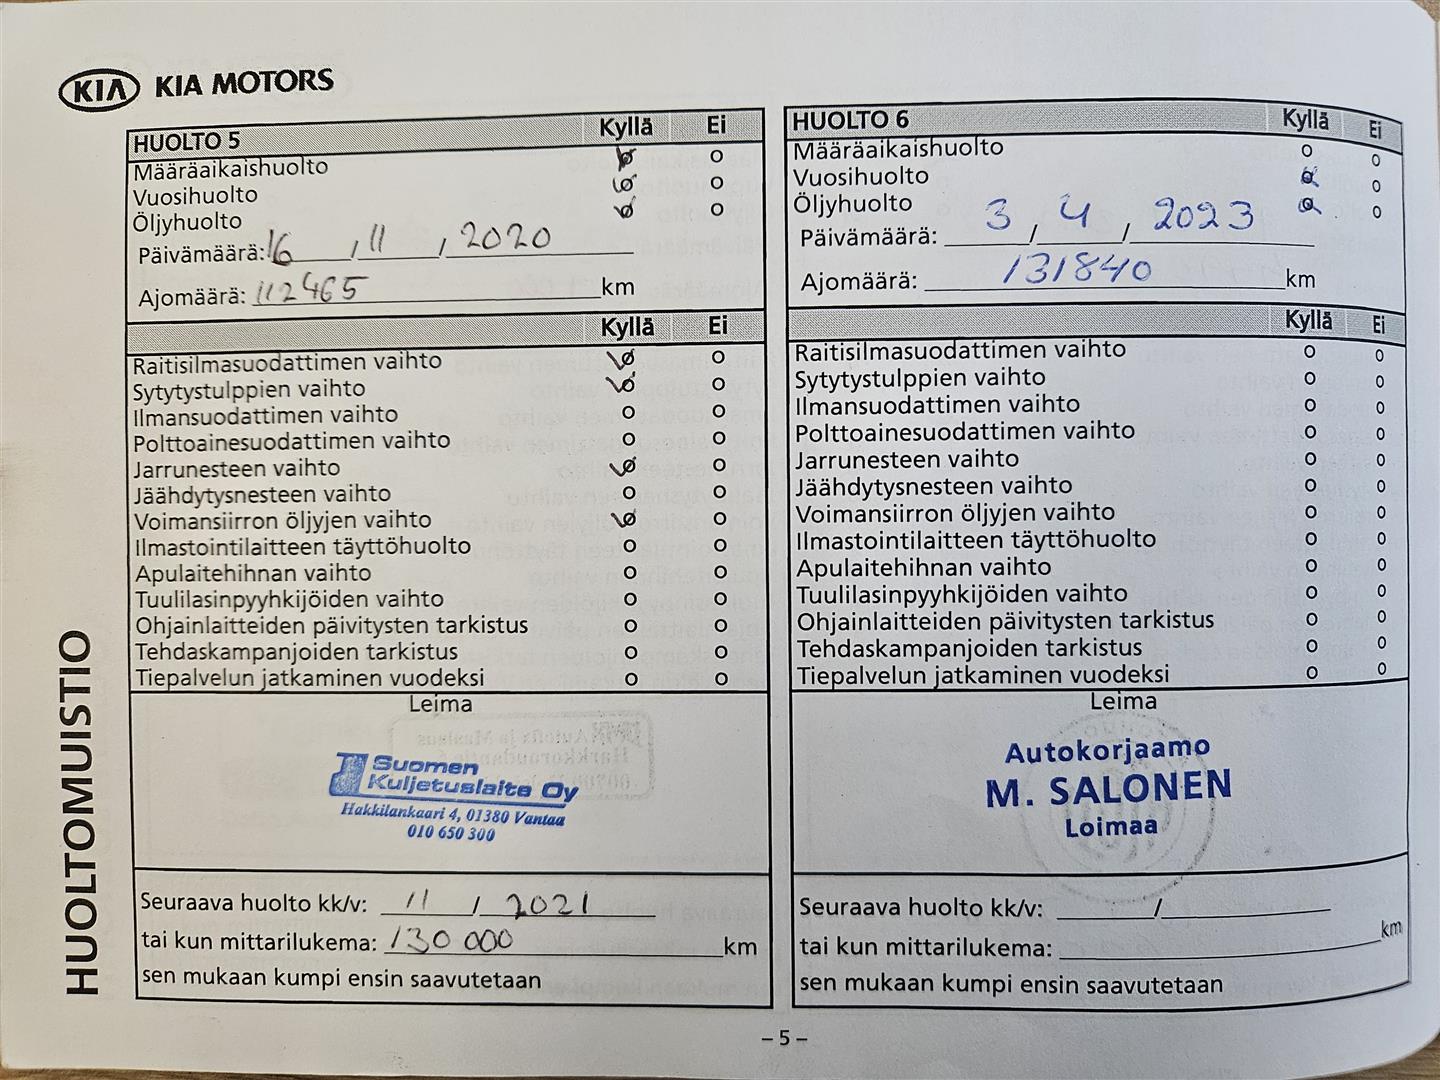 KIA KIA MOTORS
HUOLTO 5 Kyllä Ei
Määräaikaishuolto o o
Vuosihuolto o o
Öljyhuolto o o
Päivämäärä: 16 / 11 / 2020
Ajomäärä: 112465 km
Kyllä Ei
Raitisilmasuodattimen vaihto o o
Sytytystulppien vaihto o o
Ilmansuodattimen vaihto o o
Polttoainesuodattimen vaihto o o
Jarrunesteen vaihto o o
Jäähdytysnesteen vaihto o o
Voimansiirron öljyjen vaihto o o
Ilmastointilaitteen täyttöhuolto o o
Apulaitehihnan vaihto o o
Tuulilasinpyyhkijöiden vaihto o o
Ohjainlaitteiden päivitysten tarkistus o o
Tehdaskampanjoiden tarkistus o o
Tiepalvelun jatkaminen vuodeksi o o
Leima
Suomen
Kuljetuslaite Oy
Hakkilankaari 4, 01380 Vantaa
010 650 300
Seuraava huolto kk/v: 11 / 2021
tai kun mittarilukema: 130 000 km
sen mukaan kumpi ensin saavutetaan
HUOLTO 6 Kyllä Ei
Määräaikaishuolto o o
Vuosihuolto o o
Öljyhuolto o o
Päivämäärä: 3 / 4 / 2023
Ajomäärä: 131840 km
Kyllä Ei
Raitisilmasuodattimen vaihto o o
Sytytystulppien vaihto o o
Ilmansuodattimen vaihto o o
Polttoainesuodattimen vaihto o o
Jarrunesteen vaihto o o
Jäähdytysnesteen vaihto o o
Voimansiirron öljyjen vaihto o o
Ilmastointilaitteen täyttöhuolto o o
Apulaitehihnan vaihto o o
Tuulilasinpyyhkijöiden vaihto o o
Ohjainlaitteiden päivitysten tarkistus o o
Tehdaskampanjoiden tarkistus o o
Tiepalvelun jatkaminen vuodeksi o o
Leima
Autokorjaamo
M. SALONEN
Loimaa
Seuraava huolto kk/v: /
tai kun mittarilukema: km
sen mukaan kumpi ensin saavutetaan
HUOLTOMUISTIO
– 5 –